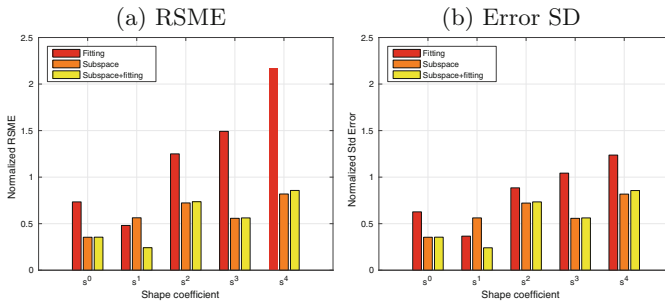 (a) RSME
(b) Error SD
Normalized RSME
2.5
2
1.5
1
0.5
0
Fitting
Subspace
Subspace+fitting
s0 s1 s2 s3 s4
Shape coefficient
Normalized Std Error
2.5
2
1.5
1
0.5
0
Fitting
Subspace
Subspace+fitting
s0 s1 s2 s3 s4
Shape coefficient